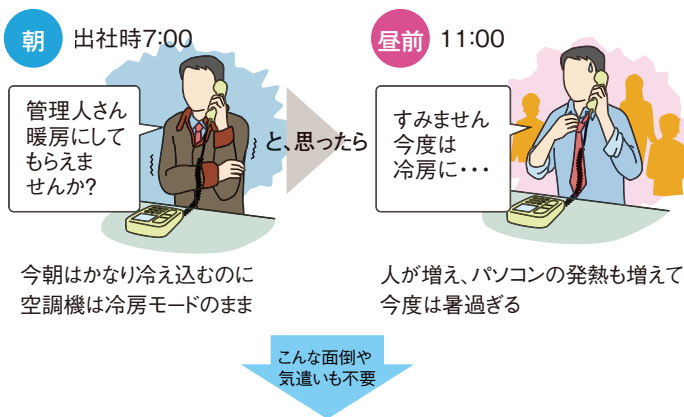 朝 出社時7:00
管理人さん
暖房にして
もらえま
せんか?
今朝はかなり冷え込むのに
空調機は冷房モードのまま
と、思ったら
昼前 11:00
すみません
今度は
冷房に・・・
人が増え、パソコンの発熱も増えて
今度は暑過ぎる
こんな面倒や
気遣いも不要